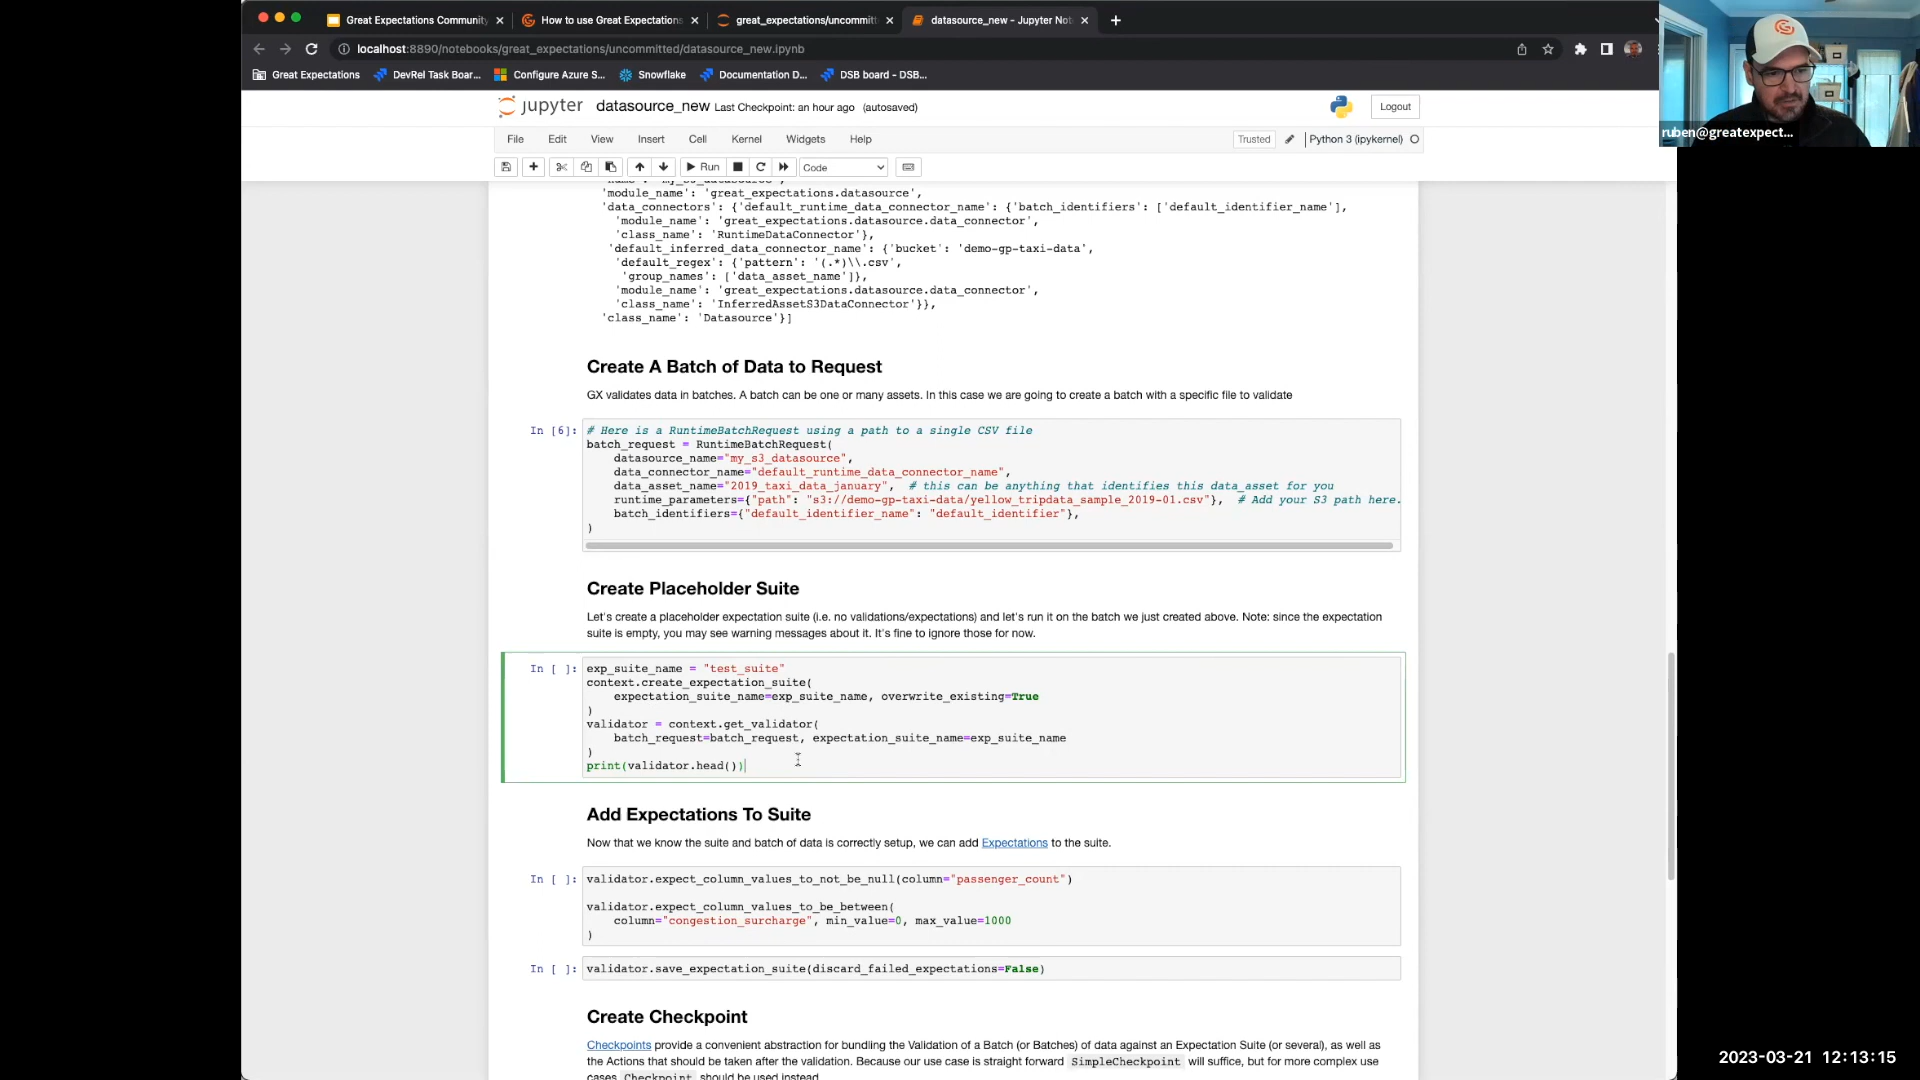 Great Expectations Community
How to use Great Expectations
great_expectations/uncommitt
datasource_new - Jupyter Not
localhost:8890/notebooks/great_expectations/uncommitted/datasource_new.ipynb
Great Expectations
DevRel Task Boar...
Configure Azure S...
Snowflake
Documentation D...
DSB board - DSB...
ruben@greatexpect...
jupyter datasource_new Last Checkpoint: an hour ago (autosaved)
Logout
File Edit View Insert Cell Kernel Widgets Help
Trusted
Python 3 (ipykernel)
Run
Code
'module_name': 'great_expectations.datasource',
'data_connectors': {'default_runtime_data_connector_name': {'batch_identifiers': ['default_identifier_name'],
'module_name': 'great_expectations.datasource.data_connector',
'class_name': 'RuntimeDataConnector'},
'default_inferred_data_connector_name': {'bucket': 'demo-gp-taxi-data',
'default_regex': {'pattern': '(.*)\\.csv',
'group_names': ['data_asset_name']},
'module_name': 'great_expectations.datasource.data_connector',
'class_name': 'InferredAssetS3DataConnector'}},
'class_name': 'Datasource'}]
Create A Batch of Data to Request
GX validates data in batches. A batch can be one or many assets. In this case we are going to create a batch with a specific file to validate
In [6]: # Here is a RuntimeBatchRequest using a path to a single CSV file
batch_request = RuntimeBatchRequest(
datasource_name="my_s3_datasource",
data_connector_name="default_runtime_data_connector_name",
data_asset_name="2019_taxi_data_january", # this can be anything that identifies this data_asset for you
runtime_parameters={"path": "s3://demo-gp-taxi-data/yellow_tripdata_sample_2019-01.csv"}, # Add your S3 path here.
batch_identifiers={"default_identifier_name": "default_identifier"},
)
Create Placeholder Suite
Let's create a placeholder expectation suite (i.e. no validations/expectations) and let's run it on the batch we just created above. Note: since the expectation
suite is empty, you may see warning messages about it. It's fine to ignore those for now.
In [ ]: exp_suite_name = "test_suite"
context.create_expectation_suite(
expectation_suite_name=exp_suite_name, overwrite_existing=True
)
validator = context.get_validator(
batch_request=batch_request, expectation_suite_name=exp_suite_name
)
print(validator.head())
Add Expectations To Suite
Now that we know the suite and batch of data is correctly setup, we can add Expectations to the suite.
In [ ]: validator.expect_column_values_to_not_be_null(column="passenger_count")
validator.expect_column_values_to_be_between(
column="congestion_surcharge", min_value=0, max_value=1000
)
In [ ]: validator.save_expectation_suite(discard_failed_expectations=False)
Create Checkpoint
Checkpoints provide a convenient abstraction for bundling the Validation of a Batch (or Batches) of data against an Expectation Suite (or several), as well as
the Actions that should be taken after the validation. Because our use case is straight forward SimpleCheckpoint will suffice, but for more complex use
cases Checkpoint should be used instead.
2023-03-21 12:13:15